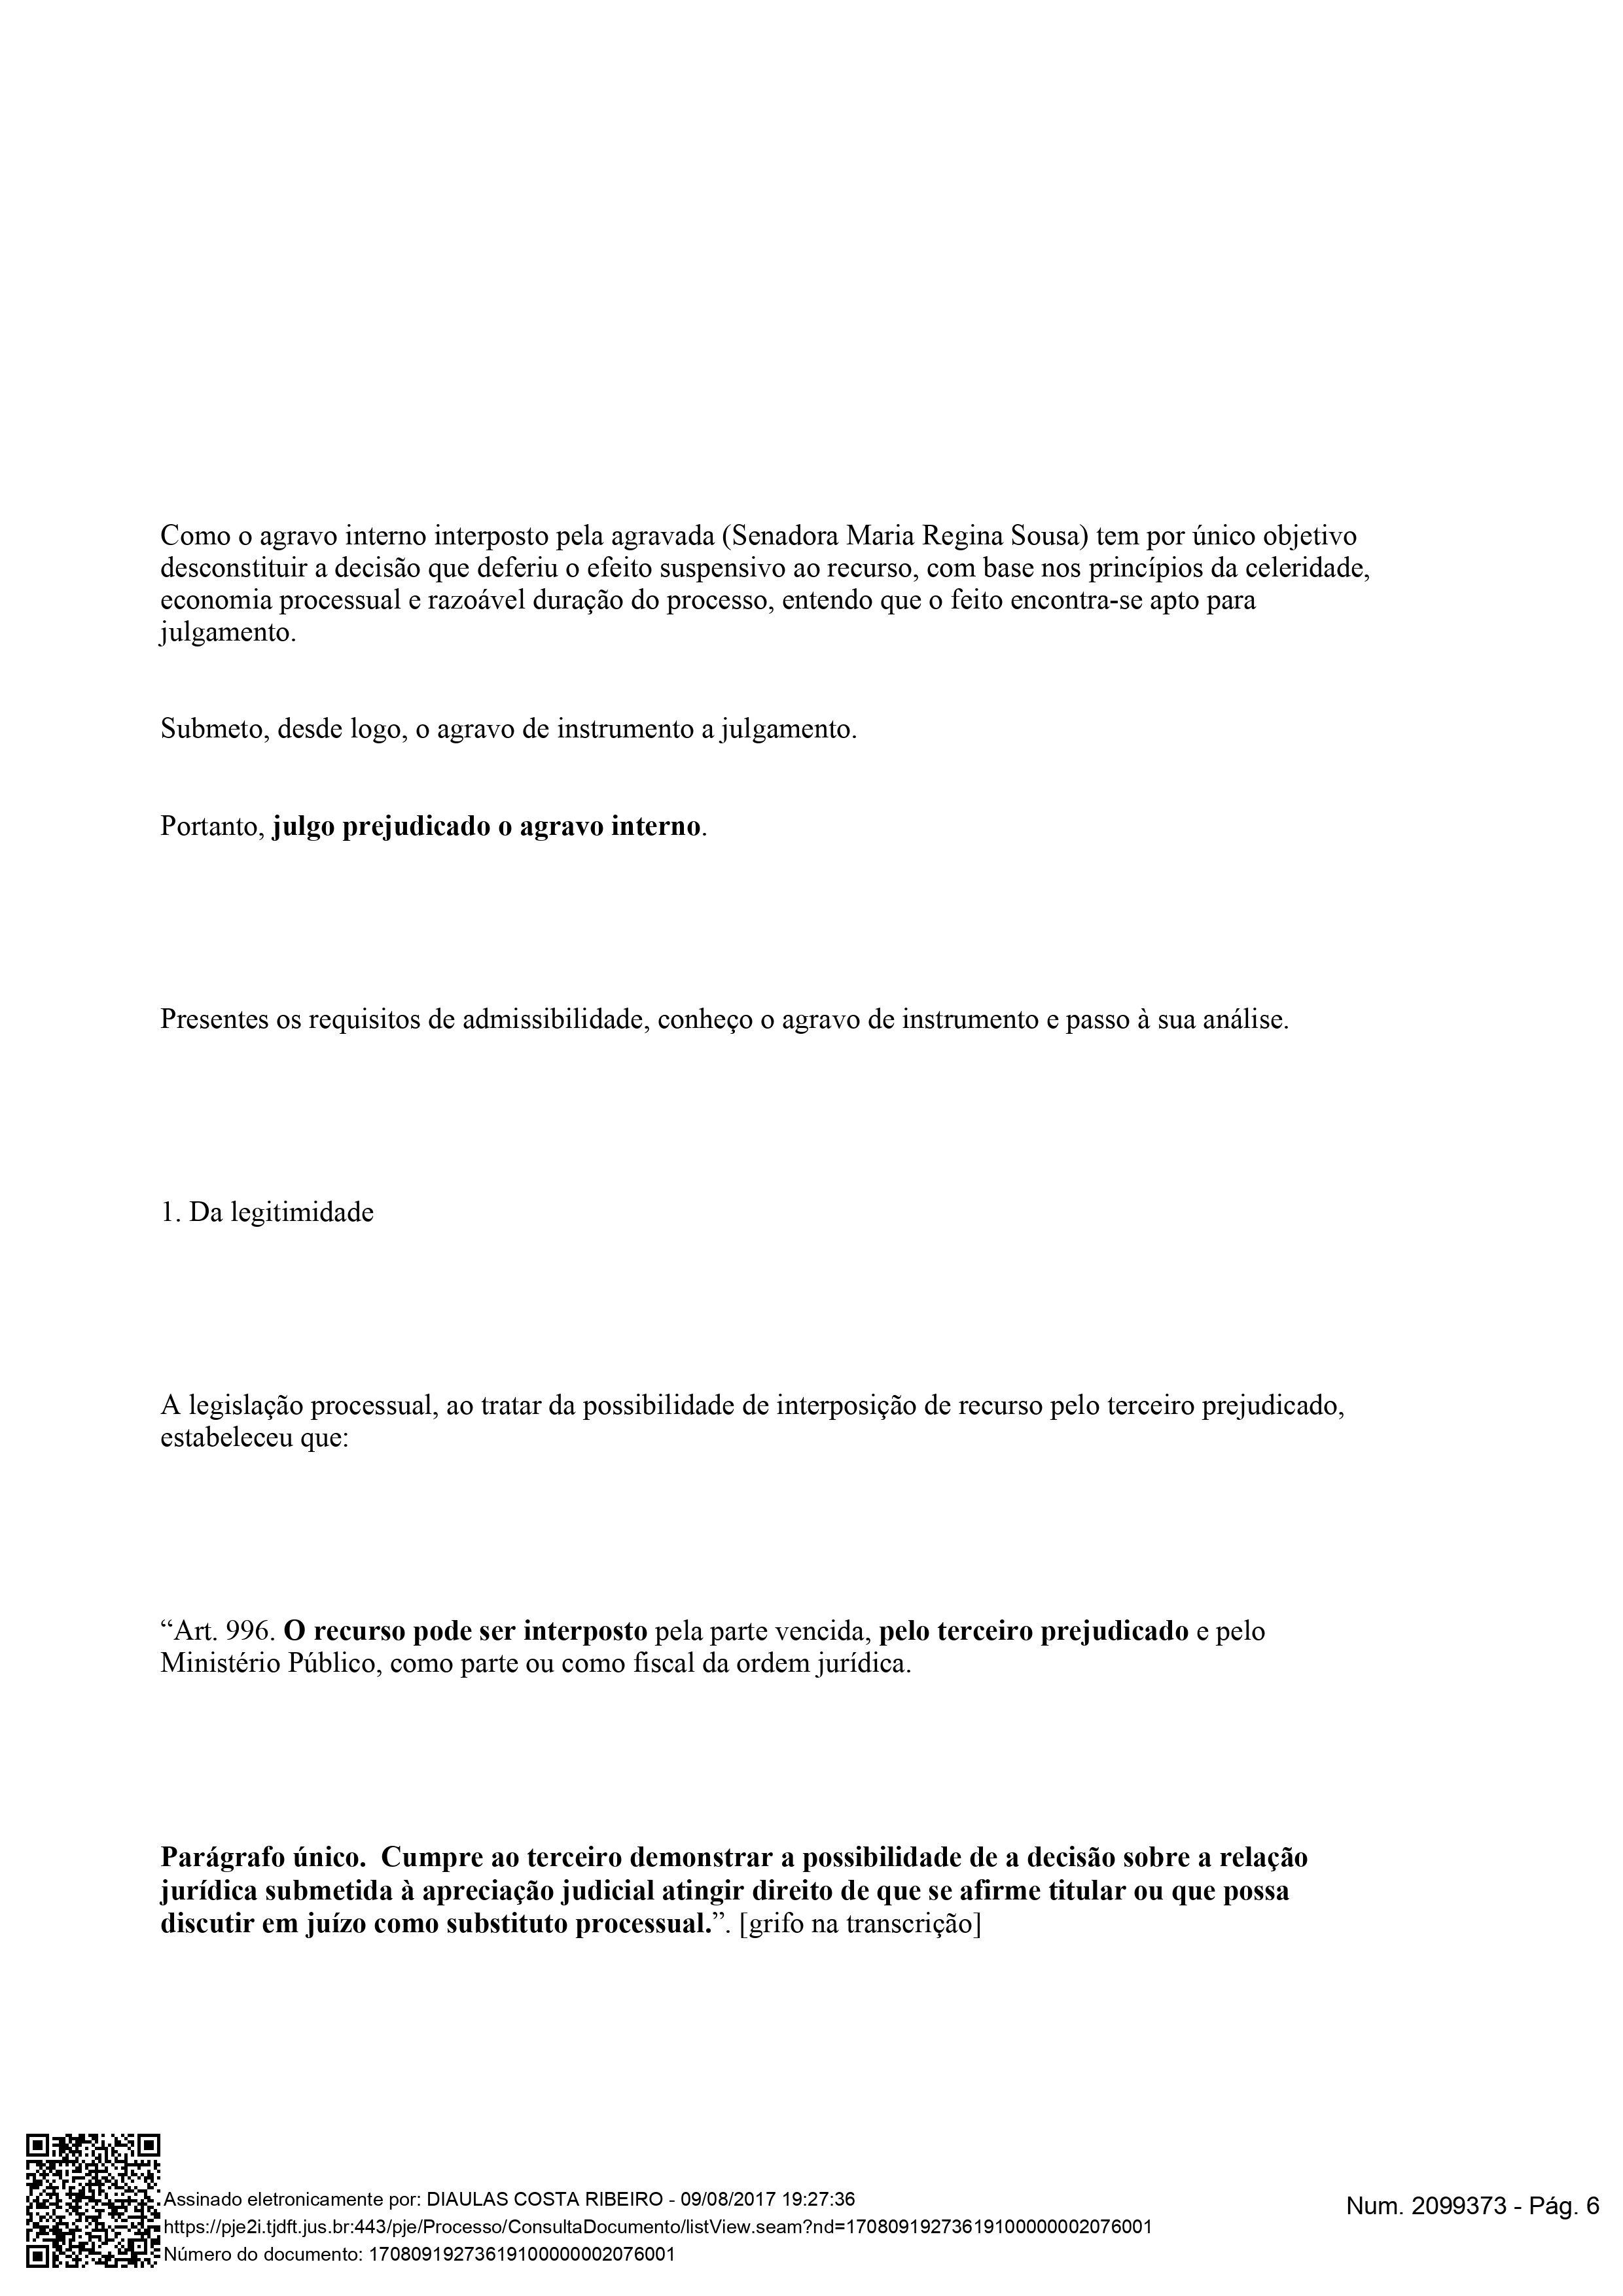 Como o agravo interno interposto pela agravada (Senadora Maria Regina Sousa) tem por único objetivo
desconstituir a decisão que deferiu o efeito suspensivo ao recurso, com base nos princípios da celeridade,
economia processual e razoável duração do processo, entendo que o feito encontra-se apto para
julgamento.
Submeto, desde logo, o agravo de instrumento a julgamento.
Portanto, julgo prejudicado o agravo interno.
Presentes os requisitos de admissibilidade, conheço o agravo de instrumento e passo à sua análise.
1. Da legitimidade
A legislação processual, ao tratar da possibilidade de interposição de recurso pelo terceiro prejudicado,
estabeleceu que:
“Art. 996. O recurso pode ser interposto pela parte vencida, pelo terceiro prejudicado e pelo
Ministério Público, como parte ou como fiscal da ordem jurídica.
Parágrafo único.  Cumpre ao terceiro demonstrar a possibilidade de a decisão sobre a relação
jurídica submetida à apreciação judicial atingir direito de que se afirme titular ou que possa
discutir em juízo como substituto processual.”. [grifo na transcrição]
Assinado eletronicamente por: DIAULAS COSTA RIBEIRO - 09/08/2017 19:27:36
https://pje2i.tjdft.jus.br:443/pje/Processo/ConsultaDocumento/listView.seam?nd=17080919273619100000002076001
Número do documento: 17080919273619100000002076001
Num. 2099373 - Pág. 6